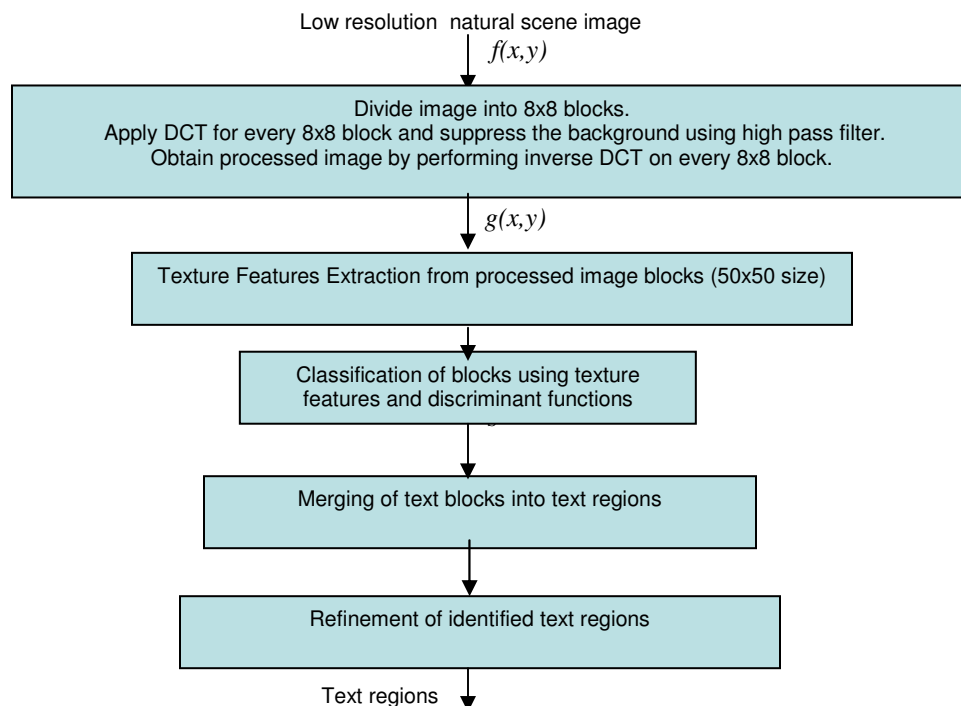 Low resolution natural scene image
f(x,y)
Divide image into 8x8 blocks.
Apply DCT for every 8x8 block and suppress the background using high pass filter.
Obtain processed image by performing inverse DCT on every 8x8 block.
g(x,y)
Texture Features Extraction from processed image blocks (50x50 size)
Classification of blocks using texture
features and discriminant functions
Merging of text blocks into text regions
Refinement of identified text regions
Text regions